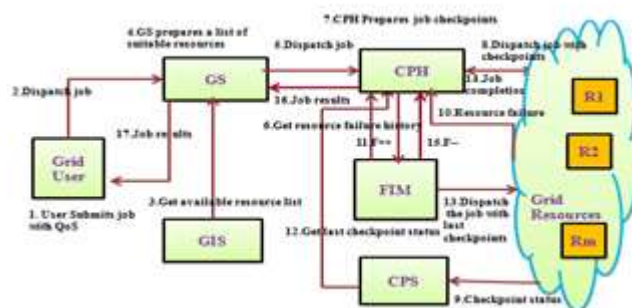 7.CPH Prepares job checkpoints
4.GS prepares a list of
suitable resources
5.Dispatch job
8.Dispatch job with
checkpoints
2.Dispatch job
GS
CPH
14.Job
completion
R1
16.Job results
10.Resource failure
6.Get resource failure history
17.Job results
11.F++
15.F--
R2
Grid
User
FIM
3.Get available resource list
13.Dispatch
the job with
last
checkpoints
Grid
Resources
1. User Submits job
with QoS
GIS
12.Get last checkpoint status
Rm
CPS
9.Checkpoint status